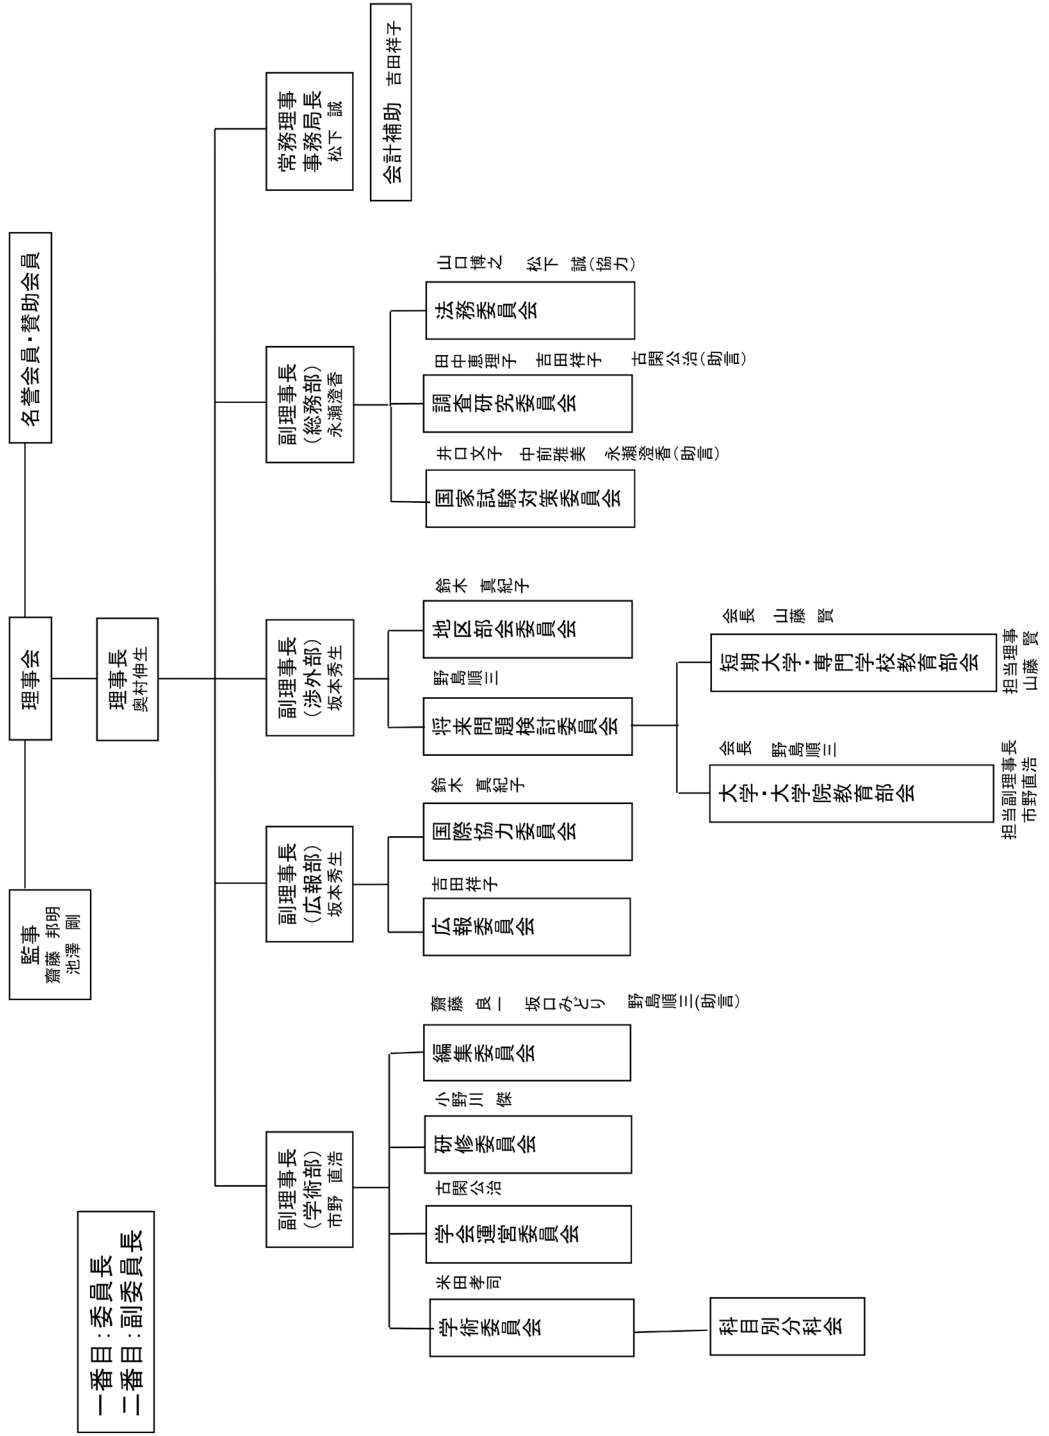 監事
齋藤　邦明
池澤　剛
理事会
名誉会員・賛助会員
理事長
奥村伸生
一番目：委員長
二番目：副委員長
副理事長
（学術部）
市野　直浩
副理事長
（広報部）
坂本秀生
副理事長
（渉外部）
坂本秀生
副理事長
（総務部）
永瀬澄香
常務理事
事務局長
松下　誠
会計補助　吉田祥子
学術委員会
米田孝司
学会運営委員会
古閑公治
研修委員会
小野川　傑
編集委員会
齋藤　良一　坂口みどり　野島順三(助言)
広報委員会
吉田祥子
国際協力委員会
鈴木　真紀子
将来問題検討委員会
野島順三
地区部会委員会
鈴木　真紀子
国家試験対策委員会
井口文子　中前雅美　永瀬澄香(助言)
調査研究委員会
田中恵理子　吉田祥子　古閑公治(助言)
法務委員会
山口博之　松下　誠(協力)
科目別分科会
大学・大学院教育部会
会長　野島順三
担当副理事長
市野直浩
短期大学・専門学校教育部会
会長　山藤　賢
担当理事
山藤　賢